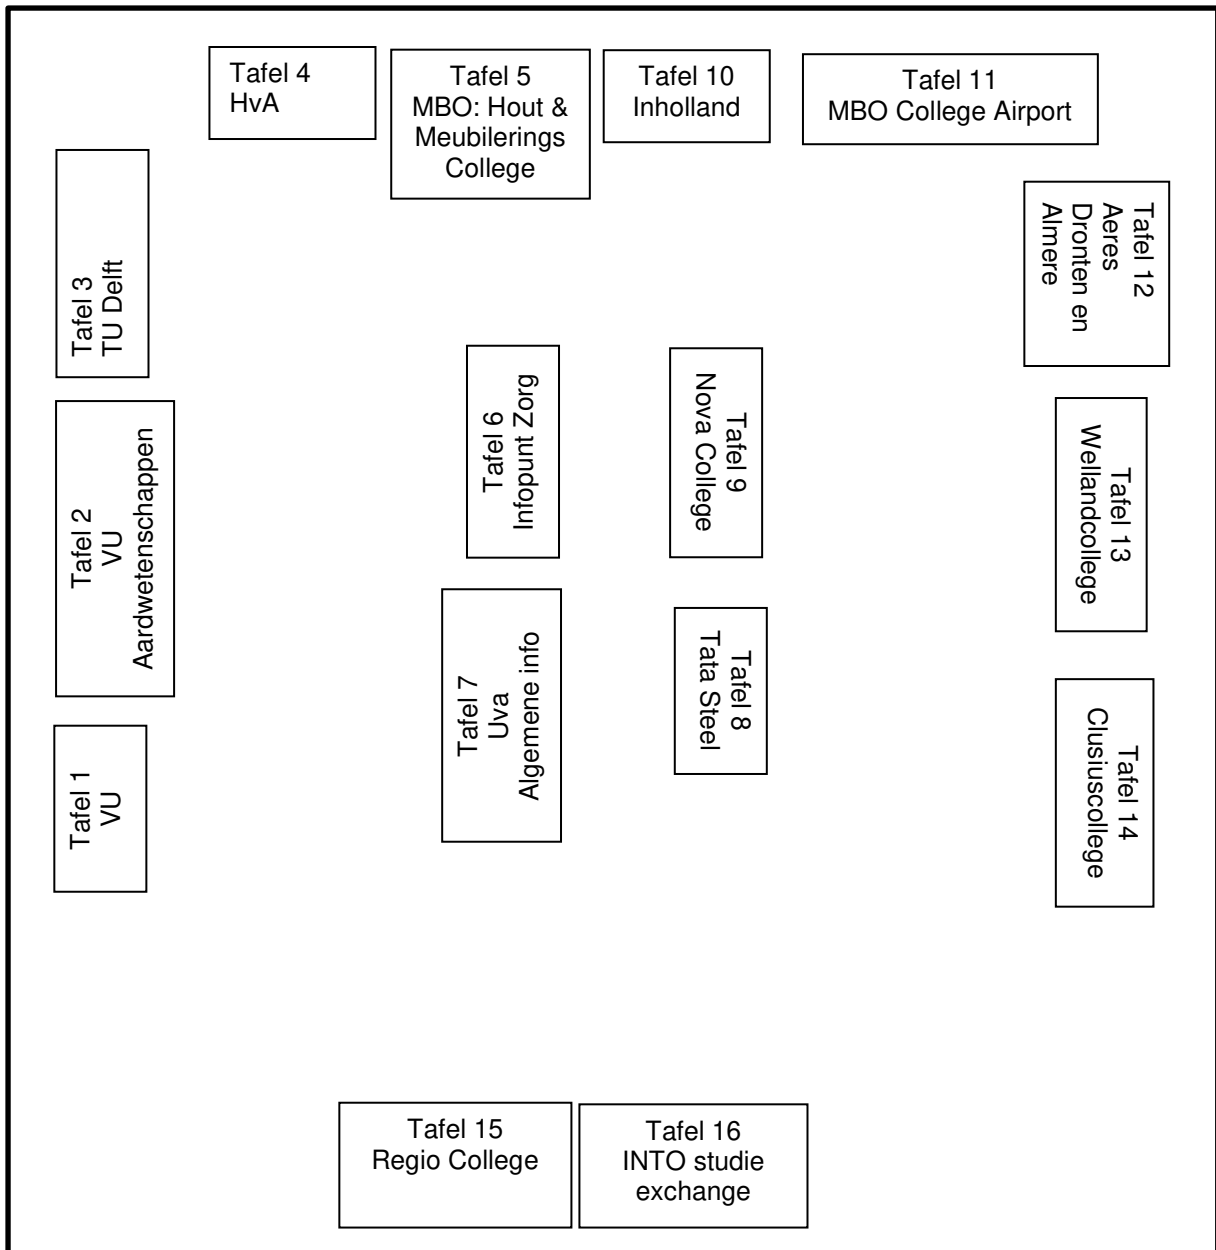 Tafel 4
HvA
Tafel 5
MBO: Hout &
Meubilerings
College
Tafel 10
Inholland
Tafel 11
MBO College Airport
Tafel 3
TU Delft
Tafel 12
Aeres
Dronten en
Almere
Tafel 6
Infopunt Zorg
Tafel 9
Nova College
Tafel 2
VU
Aardwetenschappen
Tafel 13
Wellandcollege
Tafel 7
Uva
Algemene info
Tafel 8
Tata Steel
Tafel 1
VU
Tafel 14
Clusiuscollege
Tafel 15
Regio College
Tafel 16
INTO studie
exchange